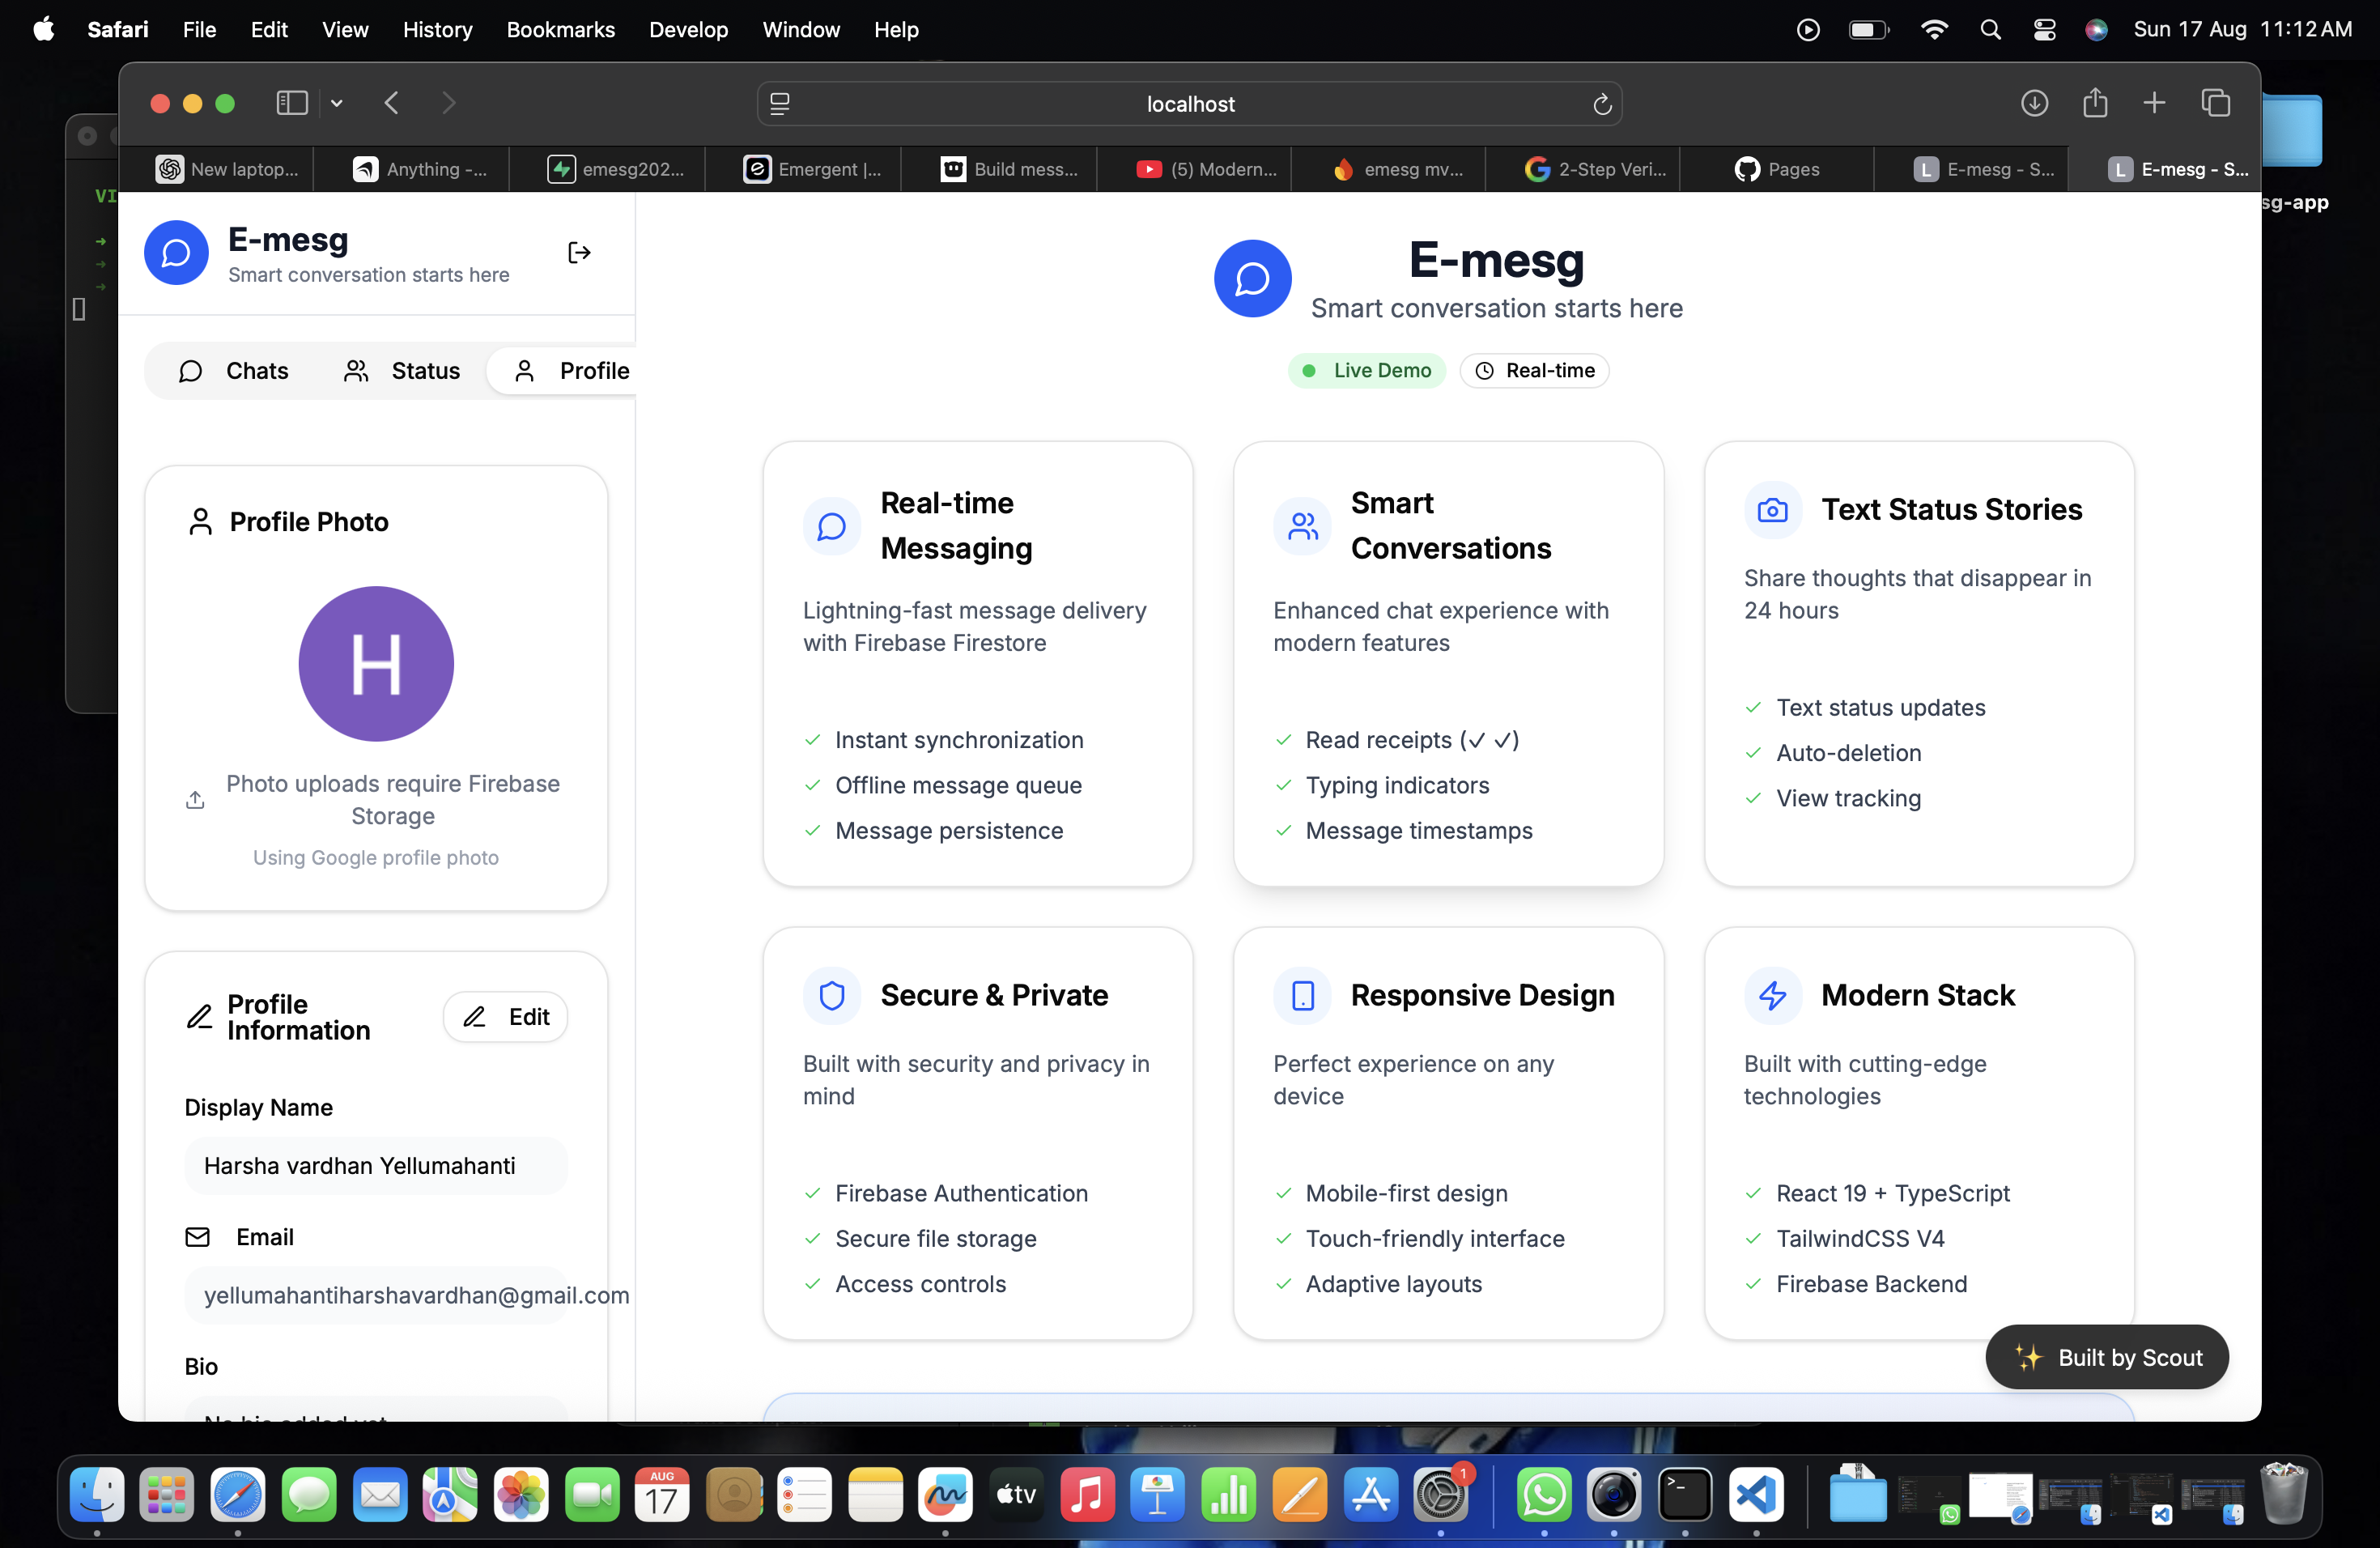 Safari File Edit View History Bookmarks Develop Window Help Sun 17 Aug 11:12 AM
localhost
New laptop... Anything -... emesg202... Emergent |... Build mess... (5) Modern... emesg mv... 2-Step Veri... Pages E-mesg - S... E-mesg - S...
VI
sg-app
E-mesg
Smart conversation starts here
Chats Status Profile
Profile Photo
H
Photo uploads require Firebase
Storage
Using Google profile photo
Profile
Information
Edit
Display Name
Harsha vardhan Yellumahanti
Email
yellumahantiharshavardhan@gmail.com
Bio
No bio added yet
E-mesg
Smart conversation starts here
Live Demo Real-time
Real-time
Messaging
Lightning-fast message delivery
with Firebase Firestore
Instant synchronization
Offline message queue
Message persistence
Smart
Conversations
Enhanced chat experience with
modern features
Read receipts (✓ ✓)
Typing indicators
Message timestamps
Text Status Stories
Share thoughts that disappear in
24 hours
Text status updates
Auto-deletion
View tracking
Secure & Private
Built with security and privacy in
mind
Firebase Authentication
Secure file storage
Access controls
Responsive Design
Perfect experience on any
device
Mobile-first design
Touch-friendly interface
Adaptive layouts
Modern Stack
Built with cutting-edge
technologies
React 19 + TypeScript
TailwindCSS V4
Firebase Backend
✨ Built by Scout
AUG
17
tv
1